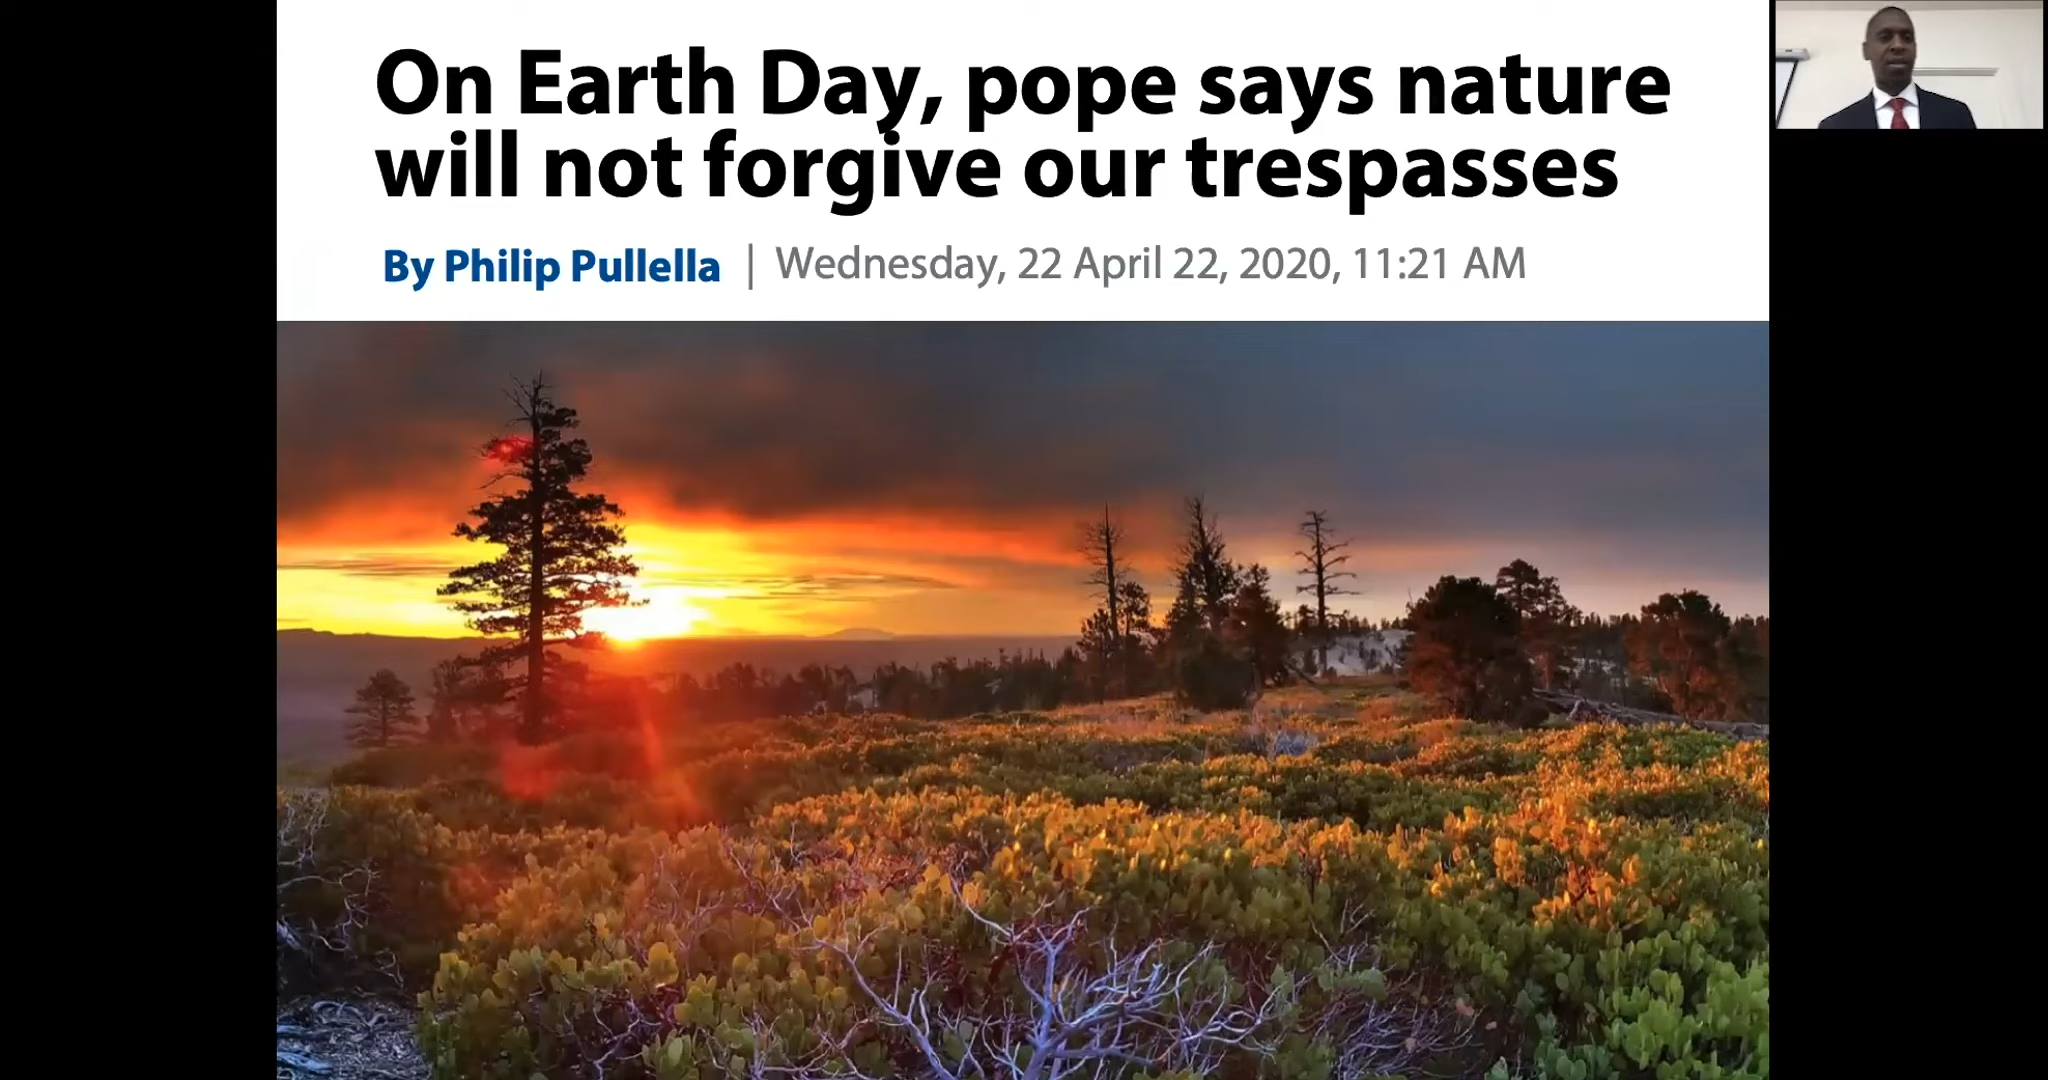 On Earth Day, pope says nature
will not forgive our trespasses
By Philip Pullella | Wednesday, 22 April 22, 2020, 11:21 AM